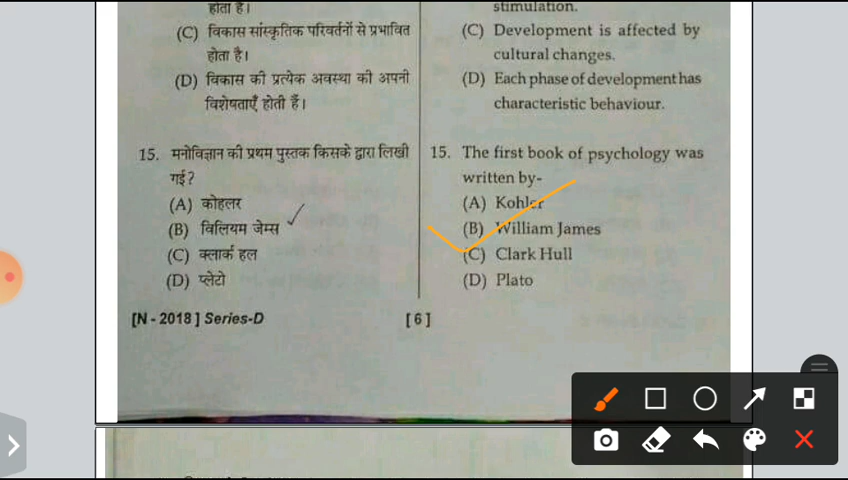 होता है।
(C) विकास सांस्कृतिक परिवर्तनों से प्रभावित
होता है।
(D) विकास की प्रत्येक अवस्था की अपनी
विशेषताएँ होती हैं।
15. मनोविज्ञान की प्रथम पुस्तक किसके द्वारा लिखी
गई?
(A) कोहलर
(B) विलियम जेम्स
(C) क्लार्क हल
(D) प्लेटो
[N - 2018 ] Series-D
stimulation.
(C) Development is affected by
cultural changes.
(D) Each phase of development has
characteristic behaviour.
15. The first book of psychology was
written by-
(A) Kohler
(B) William James
(C) Clark Hull
(D) Plato
[ 6 ]